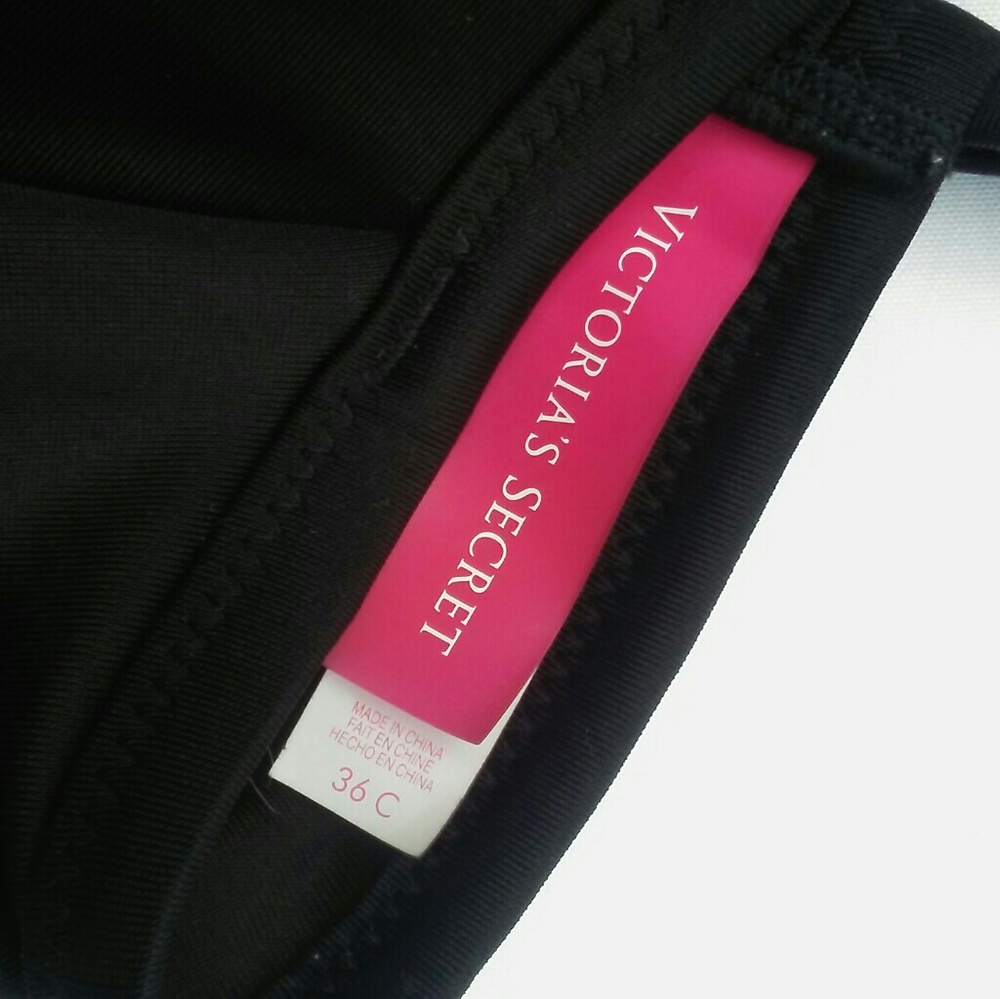 VICTORIA'S SECRET
MADE IN CHINA
FAIT EN CHINE
HECHO EN CHINA
36 C